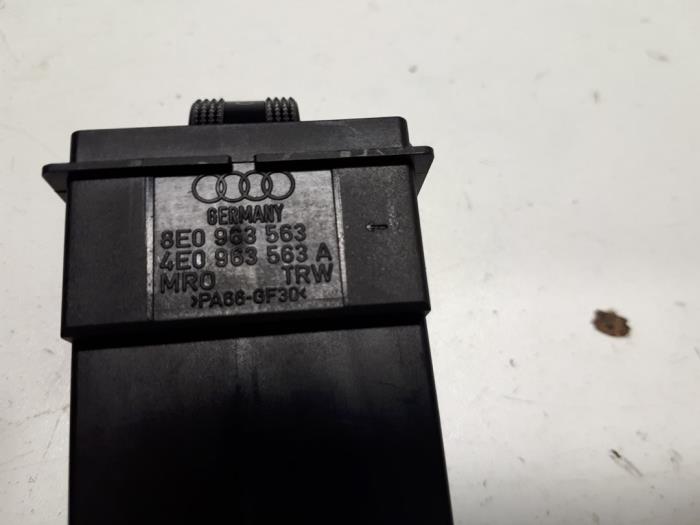 GERMANY
8E0 963 563
4E0 963 563 A
MRO TRW
>PA66-GF30<